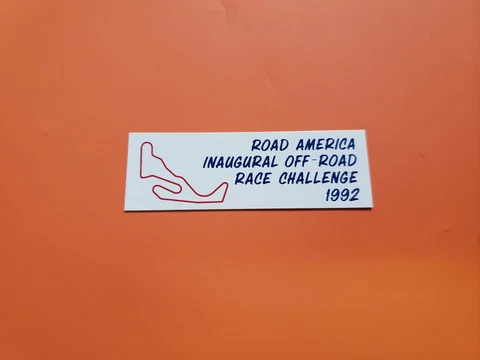 ROAD AMERICA
INAUGURAL OFF-ROAD
RACE CHALLENGE
1992